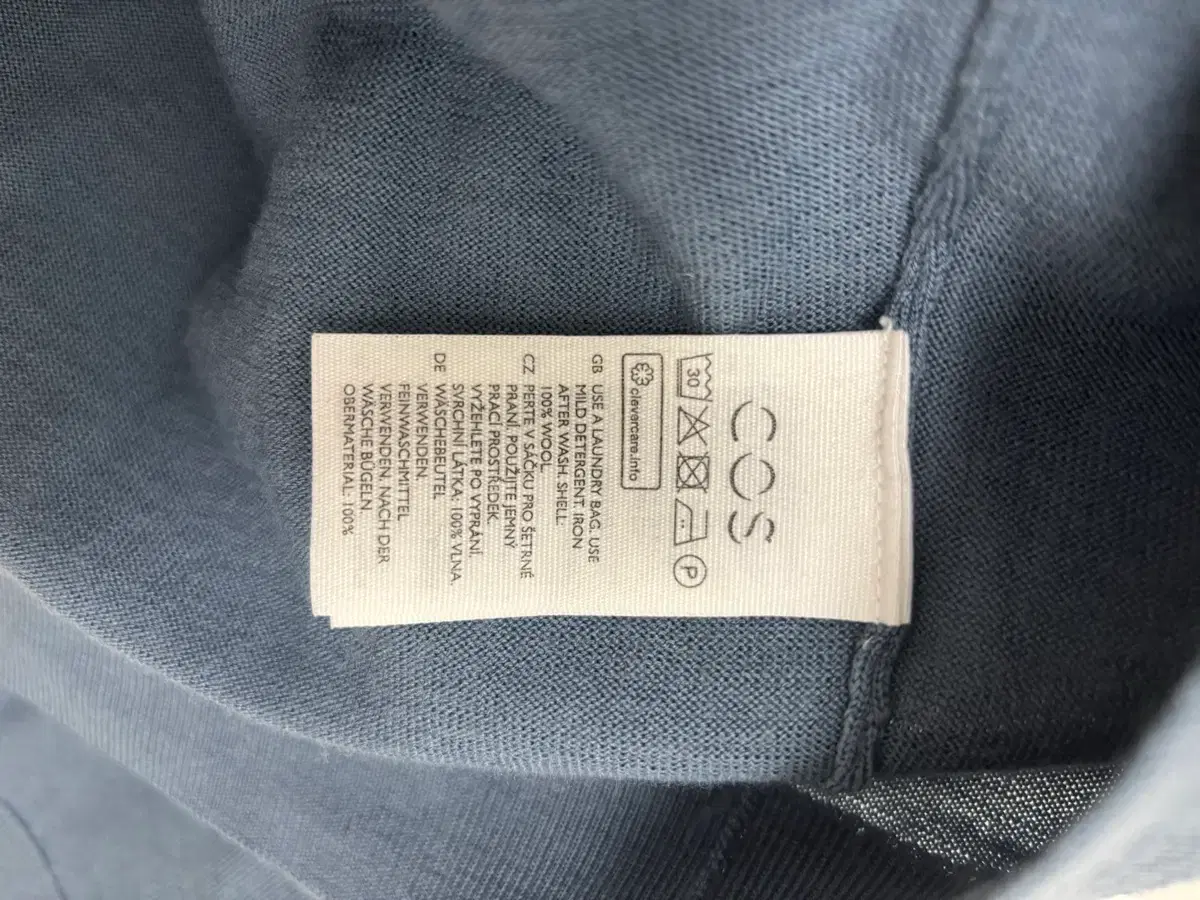 COS
30 P
clevercare.info
GB USE A LAUNDRY BAG. USE
MILD DETERGENT. IRON
AFTER WASH. SHELL:
100% WOOL
CZ PERTE V SÁČKU PRO ŠETRNÉ
PRANÍ. POUŽIJTE JEMNÝ
PRACÍ PROSTŘEDEK.
VYŽEHLETE PO VYPRÁNÍ.
SVRCHNÍ LÁTKA: 100% VLNA
DE WÄSCHEBEUTEL
VERWENDEN.
FEINWASCHMITTEL
VERWENDEN. NACH DER
WÄSCHE BÜGELN.
OBERMATERIAL: 100%